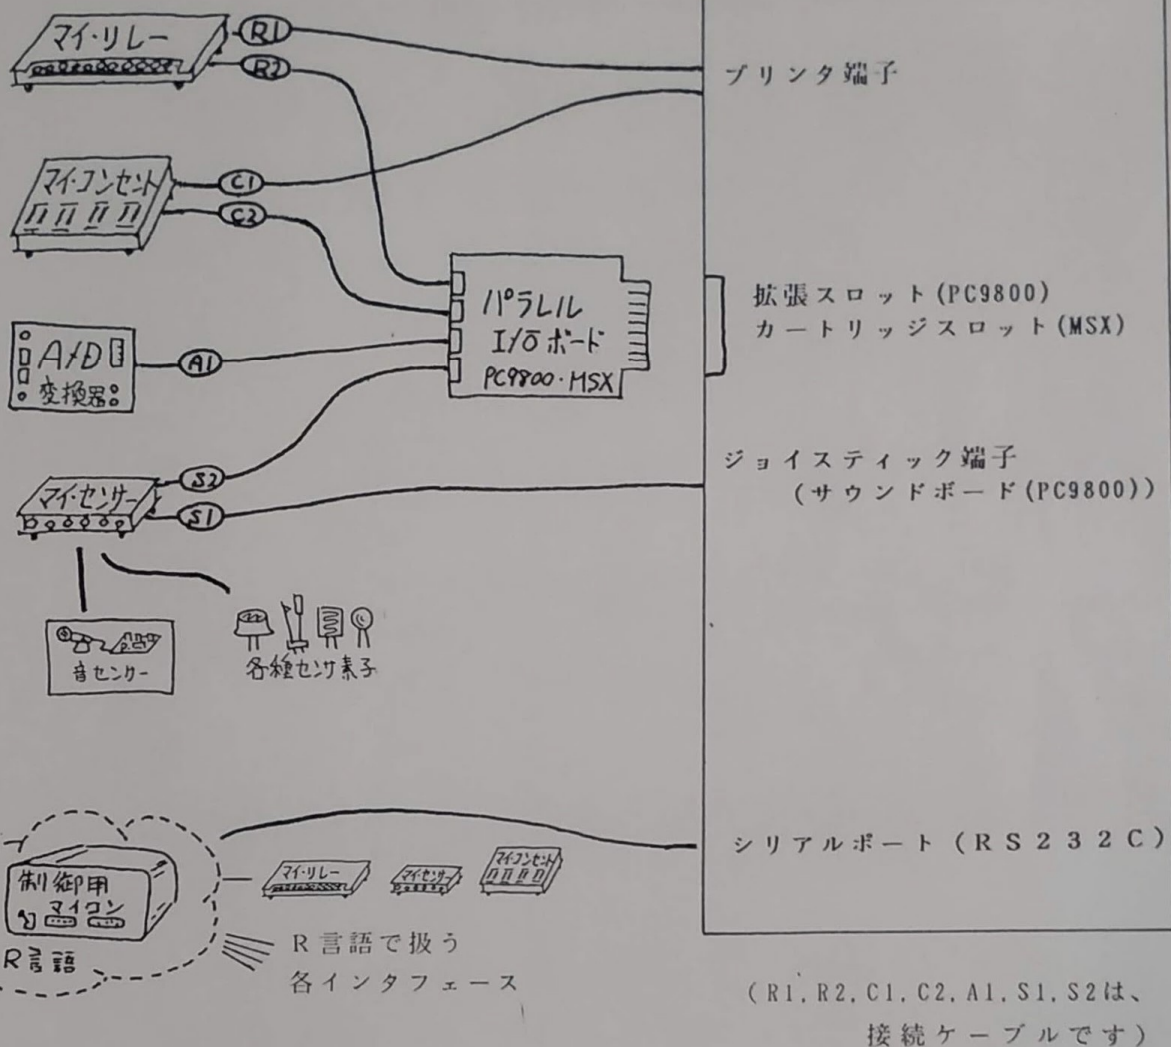 マイ・リレー
R1
R2
プリンタ端子
マイ・コンセント
C1
C2
パラレル
I/Oボード
PC9800・MSX
拡張スロット(PC9800)
カートリッジスロット(MSX)
A/D
変換器
A1
ジョイスティック端子
(サウンドボード(PC9800))
マイ・センサー
S2
S1
音センサー
各種センサ素子
シリアルポート(RS232C)
制御用
マイコン
R言語
マイ・リレー
マイ・センサー
マイ・コンセント
R言語で扱う
各インタフェース
(R1,R2,C1,C2,A1,S1,S2は、
接続ケーブルです)